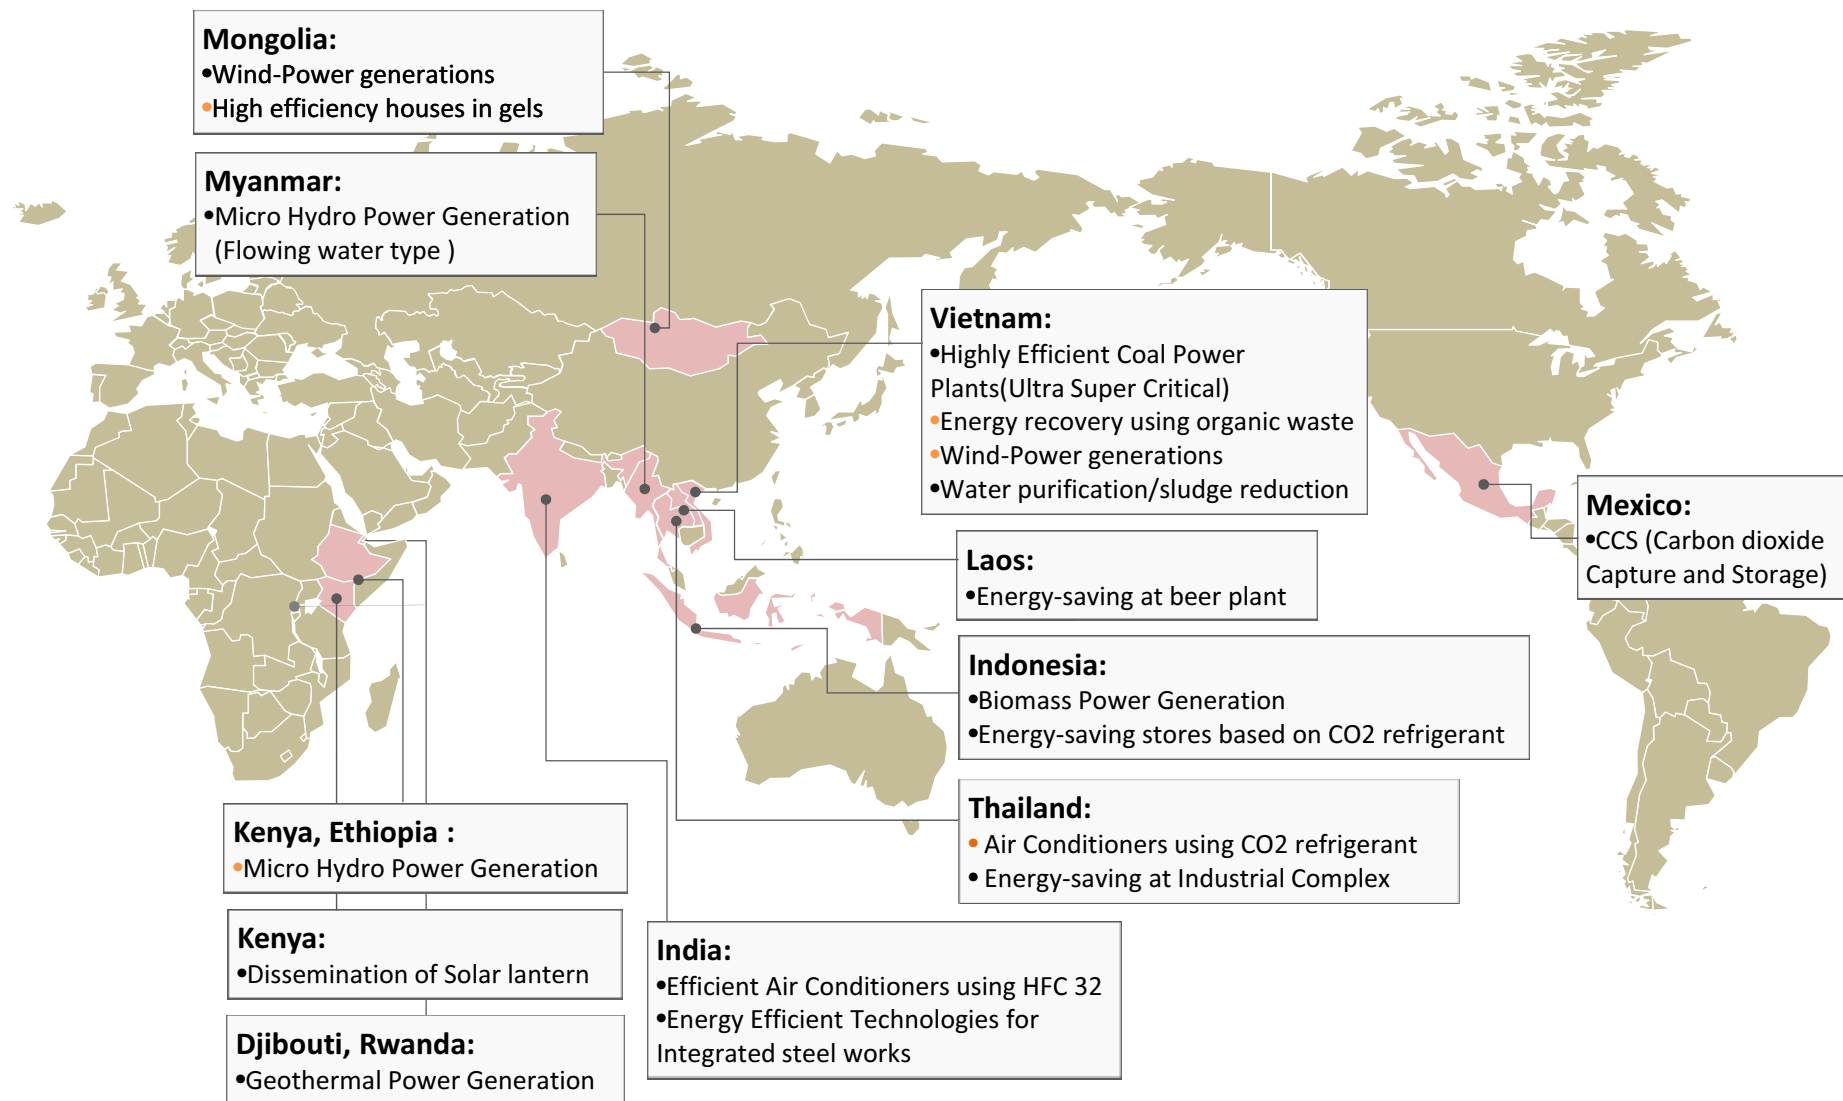 Mongolia:
•Wind-Power generations
•High efficiency houses in gels
Myanmar:
•Micro Hydro Power Generation
(Flowing water type )
Vietnam:
•Highly Efficient Coal Power
Plants(Ultra Super Critical)
•Energy recovery using organic waste
•Wind-Power generations
•Water purification/sludge reduction
Mexico:
•CCS (Carbon dioxide
Capture and Storage)
Laos:
•Energy-saving at beer plant
Indonesia:
•Biomass Power Generation
•Energy-saving stores based on CO2 refrigerant
Thailand:
• Air Conditioners using CO2 refrigerant
• Energy-saving at Industrial Complex
Kenya, Ethiopia :
•Micro Hydro Power Generation
Kenya:
•Dissemination of Solar lantern
Djibouti, Rwanda:
•Geothermal Power Generation
India:
•Efficient Air Conditioners using HFC 32
•Energy Efficient Technologies for
Integrated steel works